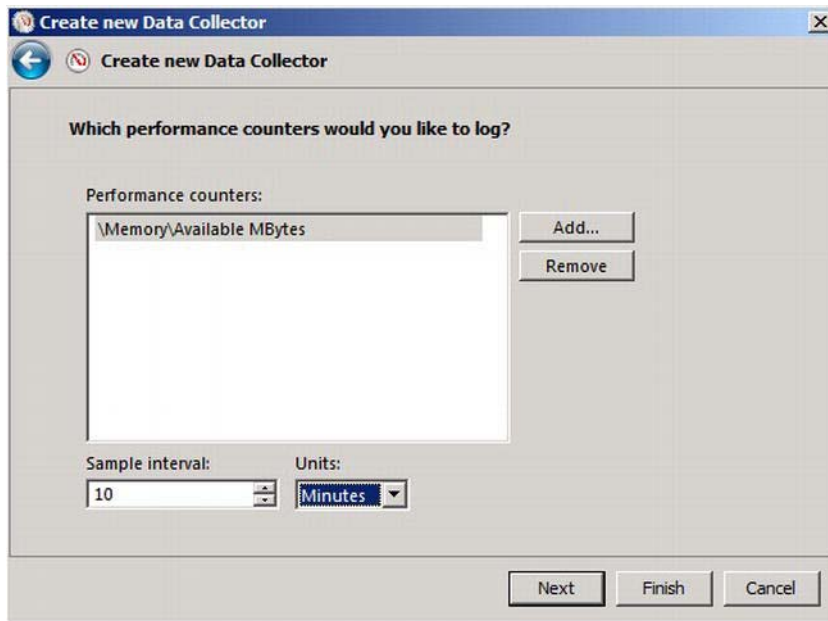 Create new Data Collector
Create new Data Collector
Which performance counters would you like to log?
Performance counters:
\Memory\Available MBytes
Add...
Remove
Sample interval:
Units:
10
Minutes
Next
Finish
Cancel